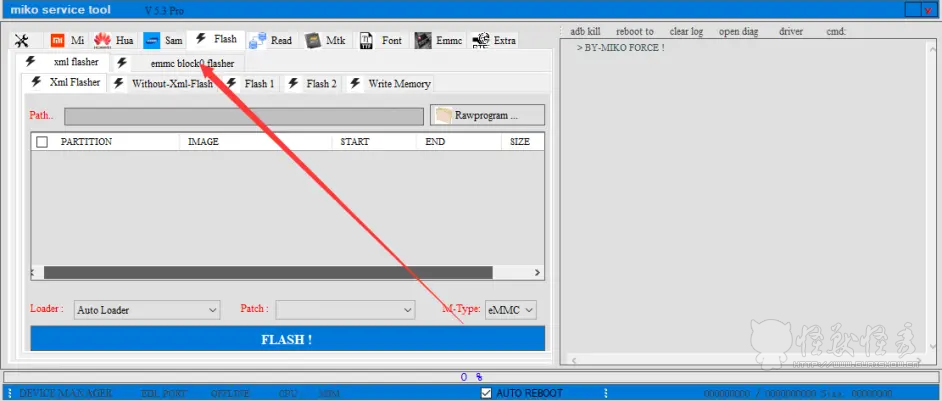 miko service tool V 5.3 Pro
Mi Hua Sam Flash Read Mtk Font Emmc Extra
xml flasher emmc block0 flasher
Xml Flasher Without-Xml-Flash Flash 1 Flash 2 Write Memory
Path.. Rawprogram ...
PARTITION IMAGE START END SIZE
Loader : Auto Loader Patch : M-Type: eMMC
FLASH !
adb kill reboot to clear log open diag driver cmd:
> BY-MIKO FORCE !
0 %
DEVICE MANAGER EDL PORT OFFLINE CPU MSM AUTO REBOOT 00000000 / 0000000000 Size: 00000000